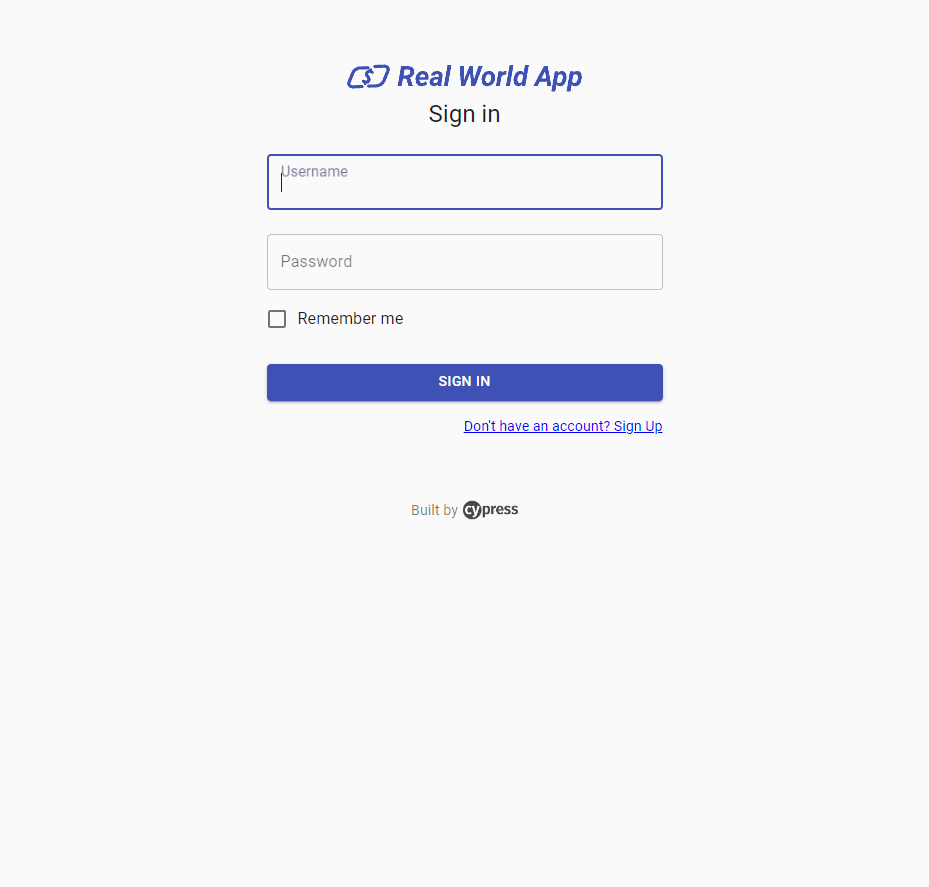 Real World App
Sign in
Username
Password
Remember me
SIGN IN
Don't have an account? Sign Up
Built by cypress